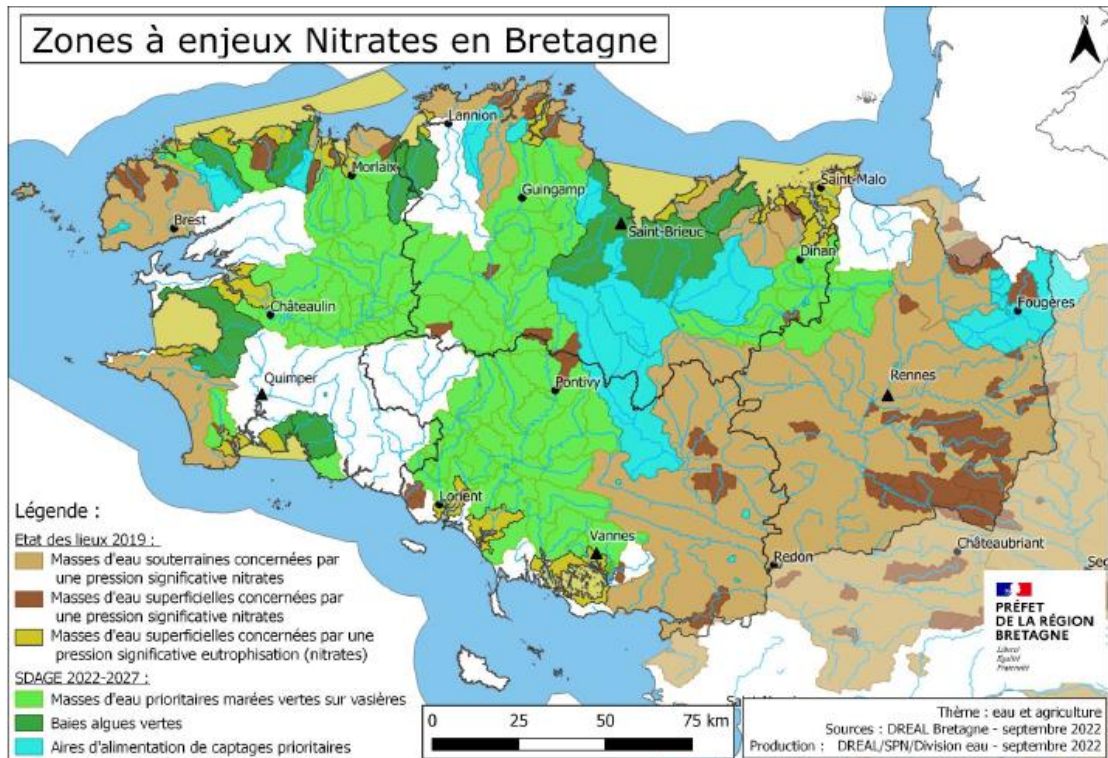 Zones à enjeux Nitrates en Bretagne
N
Lannion
Morlaix
Guingamp
Saint-Malo
Brest
Saint-Brieuc
Dinan
Châteaulin
Fougères
Quimper
Pontivy
Rennes
Lorient
Vannes
Redon
Châteaubriant
Légende :
Etat des lieux 2019 :
Masses d'eau souterraines concernées par
une pression significative nitrates
Masses d'eau superficielles concernées par
une pression significative nitrates
Masses d'eau superficielles concernées par une
pression significative eutrophisation (nitrates)
SDAGE 2022-2027 :
Masses d'eau prioritaires marées vertes sur vasières
Baies algues vertes
Aires d'alimentation de captages prioritaires
0 25 50 75 km
PRÉFET
DE LA RÉGION
BRETAGNE
Liberté
Égalité
Fraternité
Thème : eau et agriculture
Sources : DREAL Bretagne - septembre 2022
Production : DREAL/SPN/Division eau - septembre 2022